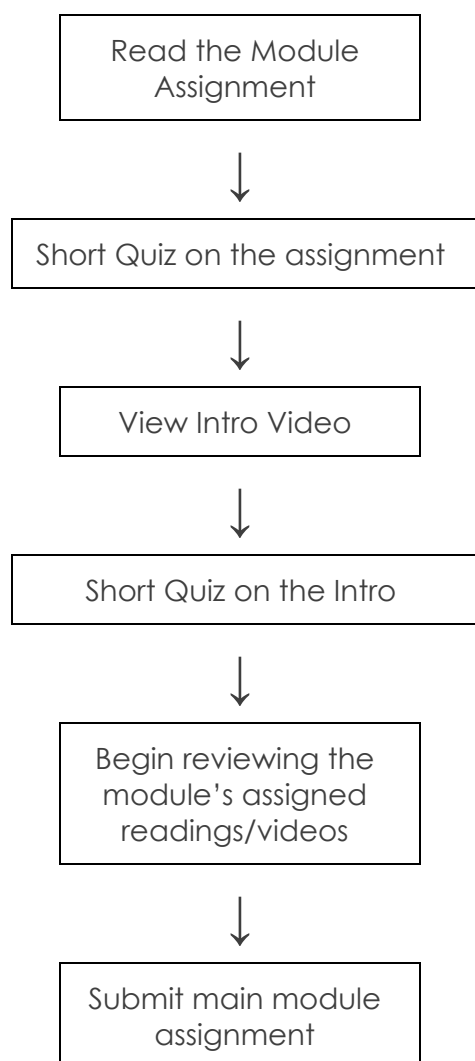 Read the Module
Assignment
Short Quiz on the assignment
View Intro Video
Short Quiz on the Intro
Begin reviewing the
module’s assigned
readings/videos
Submit main module
assignment